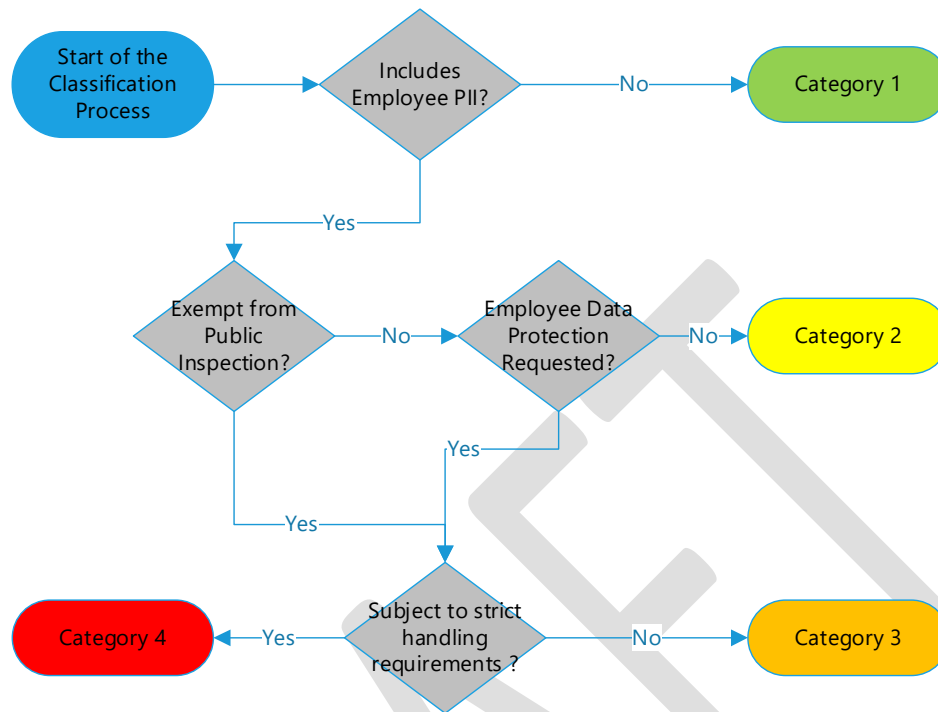 Start of the
Classification
Process
Includes
Employee PII?
No
Category 1
Yes
Exempt from
Public
Inspection?
No
Employee Data
Protection
Requested?
No
Category 2
Yes
Yes
Category 4
Yes
Subject to strict
handling
requirements ?
No
Category 3